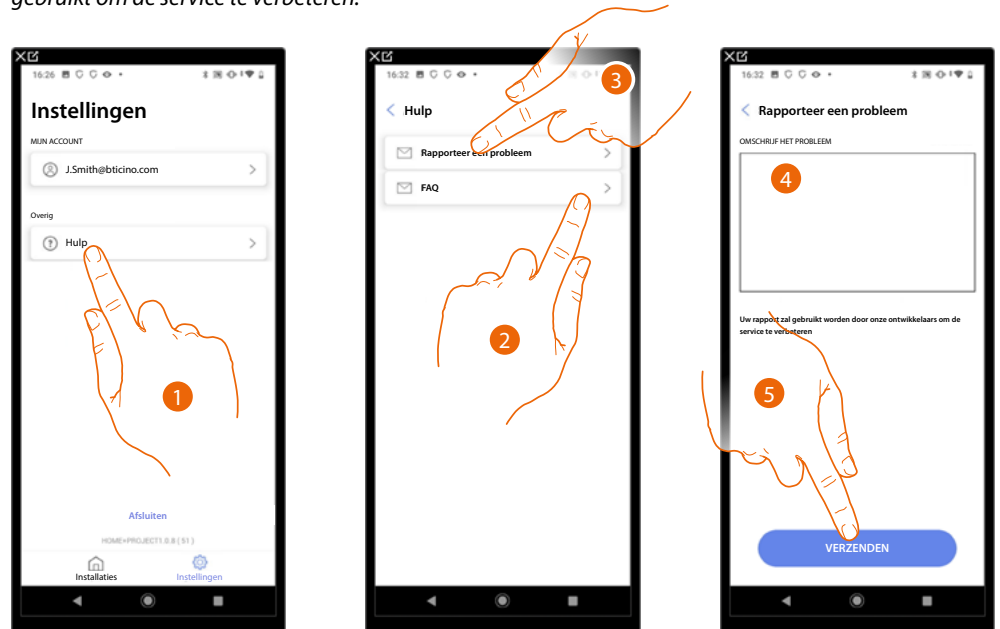 gebruikt om de service te verbeteren.
16:26
Instellingen
MIJN ACCOUNT
J.Smith@bticino.com
Overig
Hulp
1
Afsluiten
HOME+PROJECT1.0.8 ( 51 )
Installaties
Instellingen
16:32
3
Hulp
Rapporteer een probleem
FAQ
2
16:32
Rapporteer een probleem
OMSCHRIJF HET PROBLEEM
4
Uw rapport zal gebruikt worden door onze ontwikkelaars om de
service te verbeteren
5
VERZENDEN